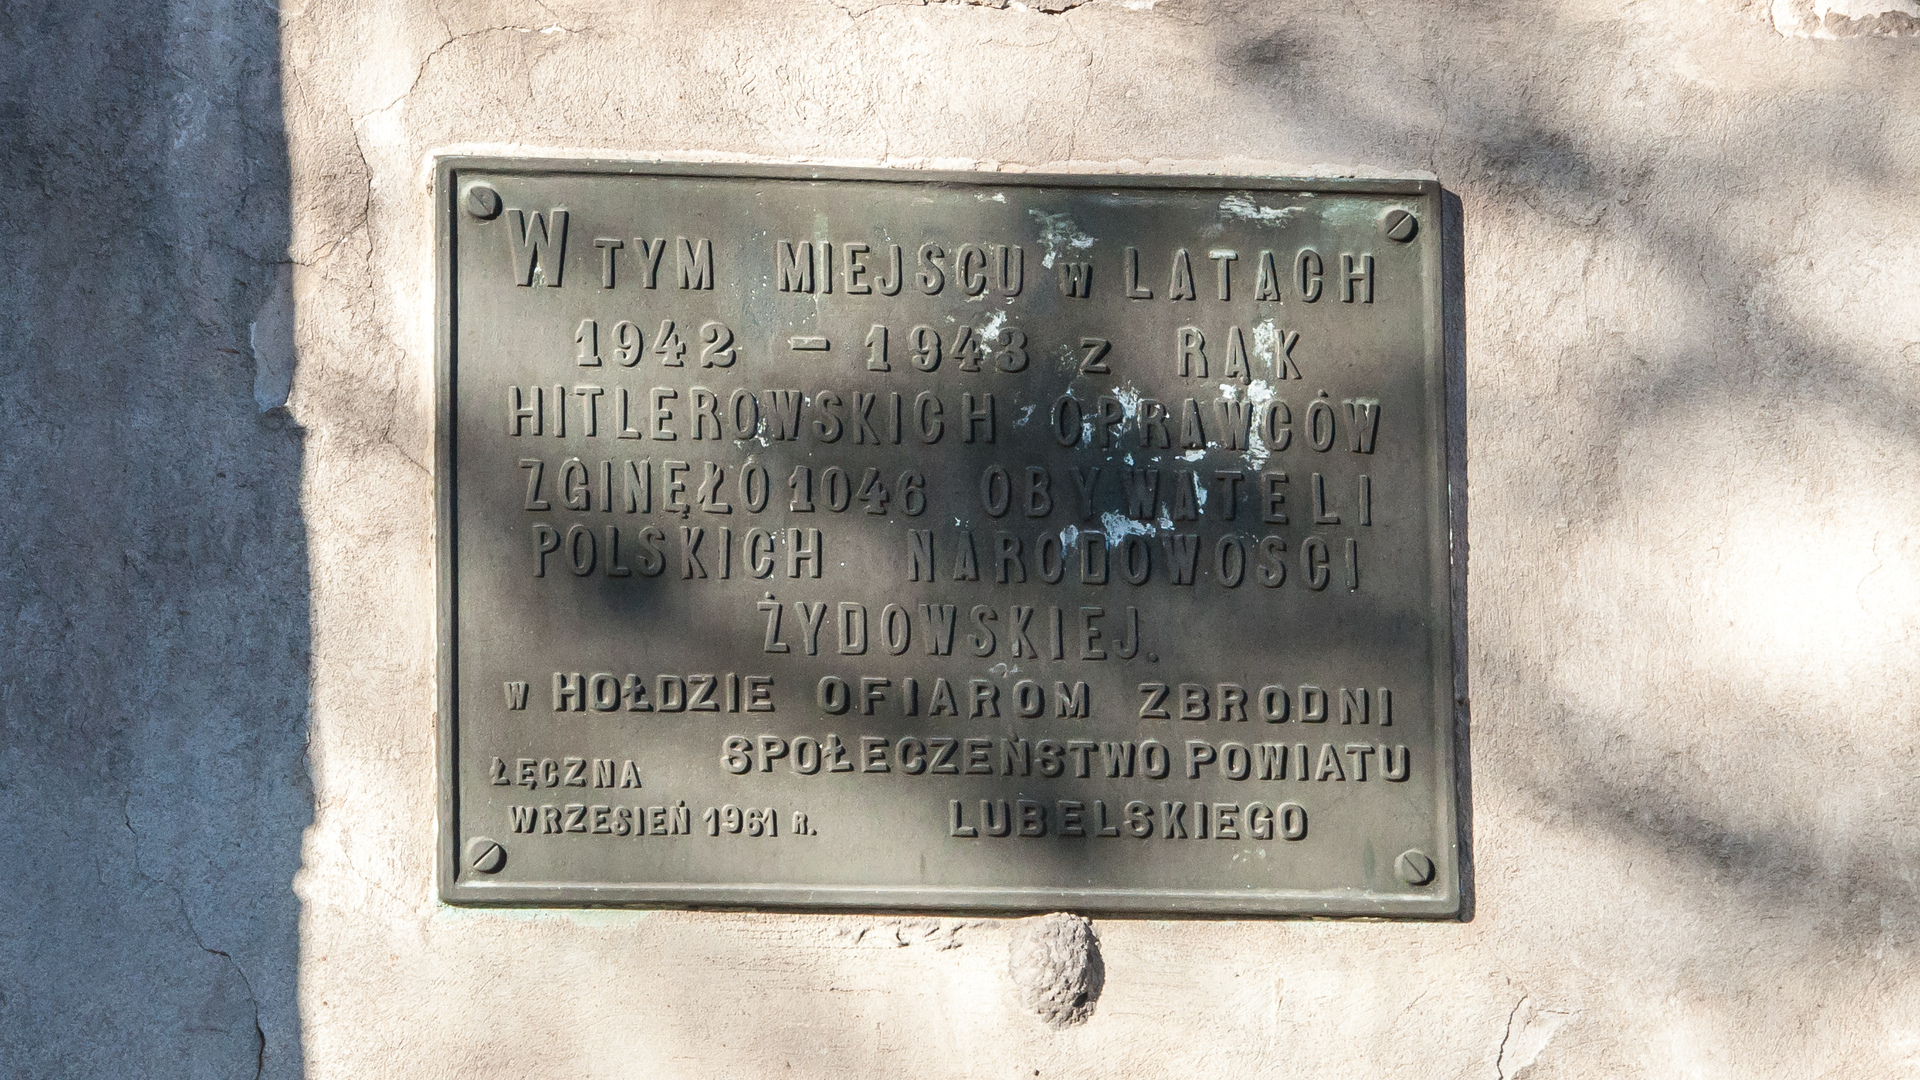 W TYM MIEJSCU W LATACH
1942 – 1943 Z RĄK
HITLEROWSKICH OPRAWCÓW
ZGINĘŁO 1046 OBYWATELI
POLSKICH NARODOWOSCI
ŻYDOWSKIEJ.
W HOŁDZIE OFIAROM ZBRODNI
SPOŁECZEŃSTWO POWIATU
LUBELSKIEGO
ŁĘCZNA
WRZESIEŃ 1961 R.